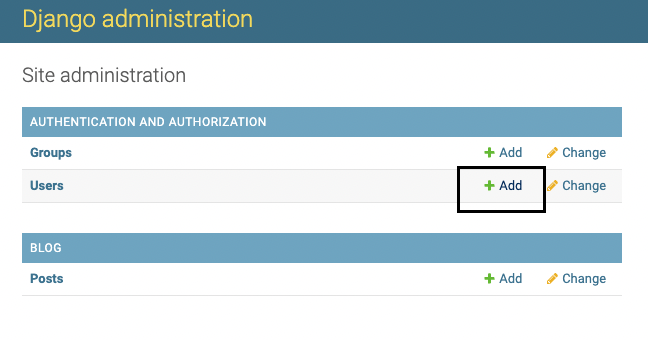 Django administration
Site administration
AUTHENTICATION AND AUTHORIZATION
Groups Add Change
Users Add Change
BLOG
Posts Add Change